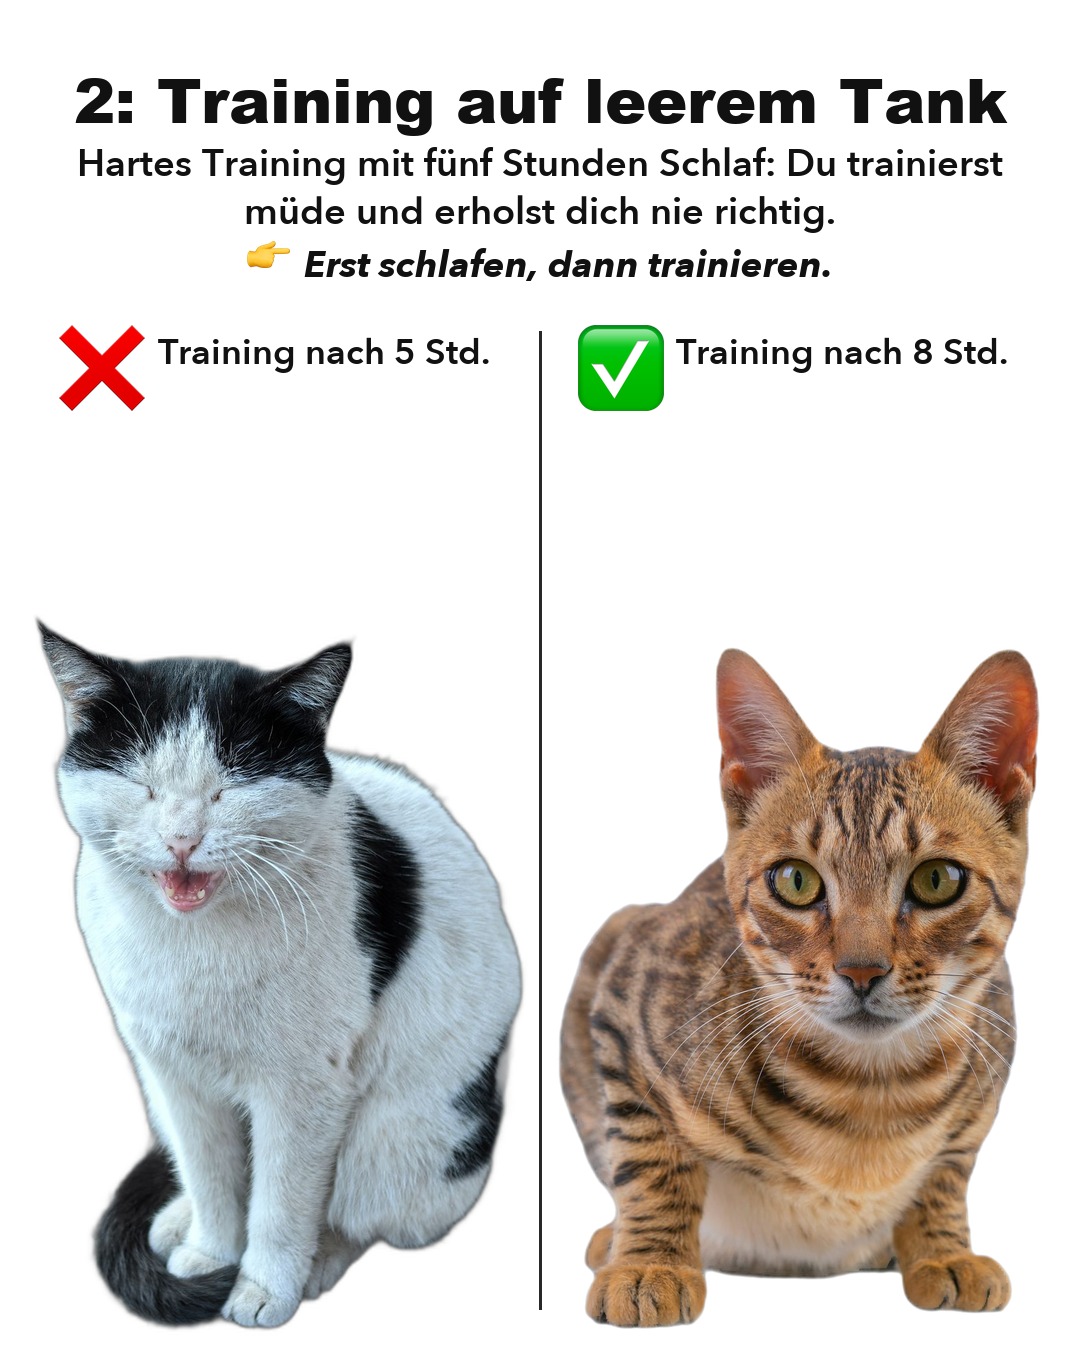 2: Training auf leerem Tank
Hartes Training mit fünf Stunden Schlaf: Du trainierst
müde und erholst dich nie richtig.
👉 Erst schlafen, dann trainieren.
❌ Training nach 5 Std.
✅ Training nach 8 Std.